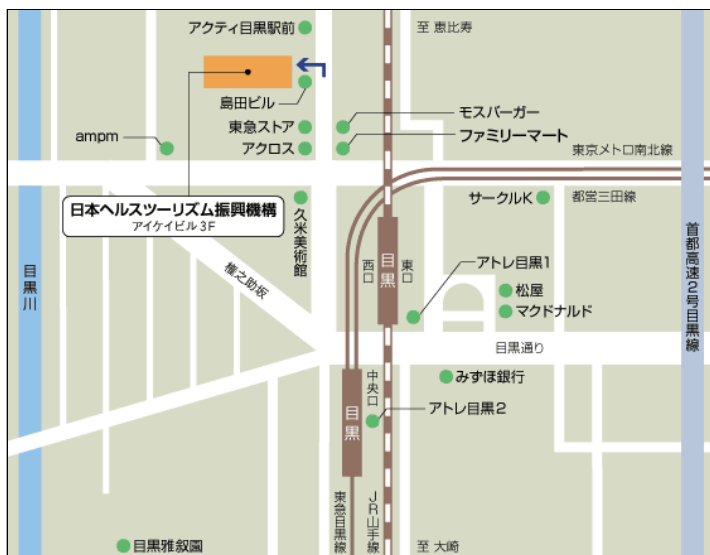 アクティ目黒駅前
至 恵比寿
島田ビル
モスバーガー
東急ストア
ampm
ファミリーマート
アクロス
東京メトロ南北線
サークルK
都営三田線
日本ヘルスツーリズム振興機構
アイケイビル3F
久米美術館
首都高速2号目黒線
目黒川
権之助坂
西口
目黒
東口
アトレ目黒1
松屋
マクドナルド
目黒通り
中央口
みずほ銀行
目黒
アトレ目黒2
東急目黒線
JR山手線
目黒雅叙園
至 大崎